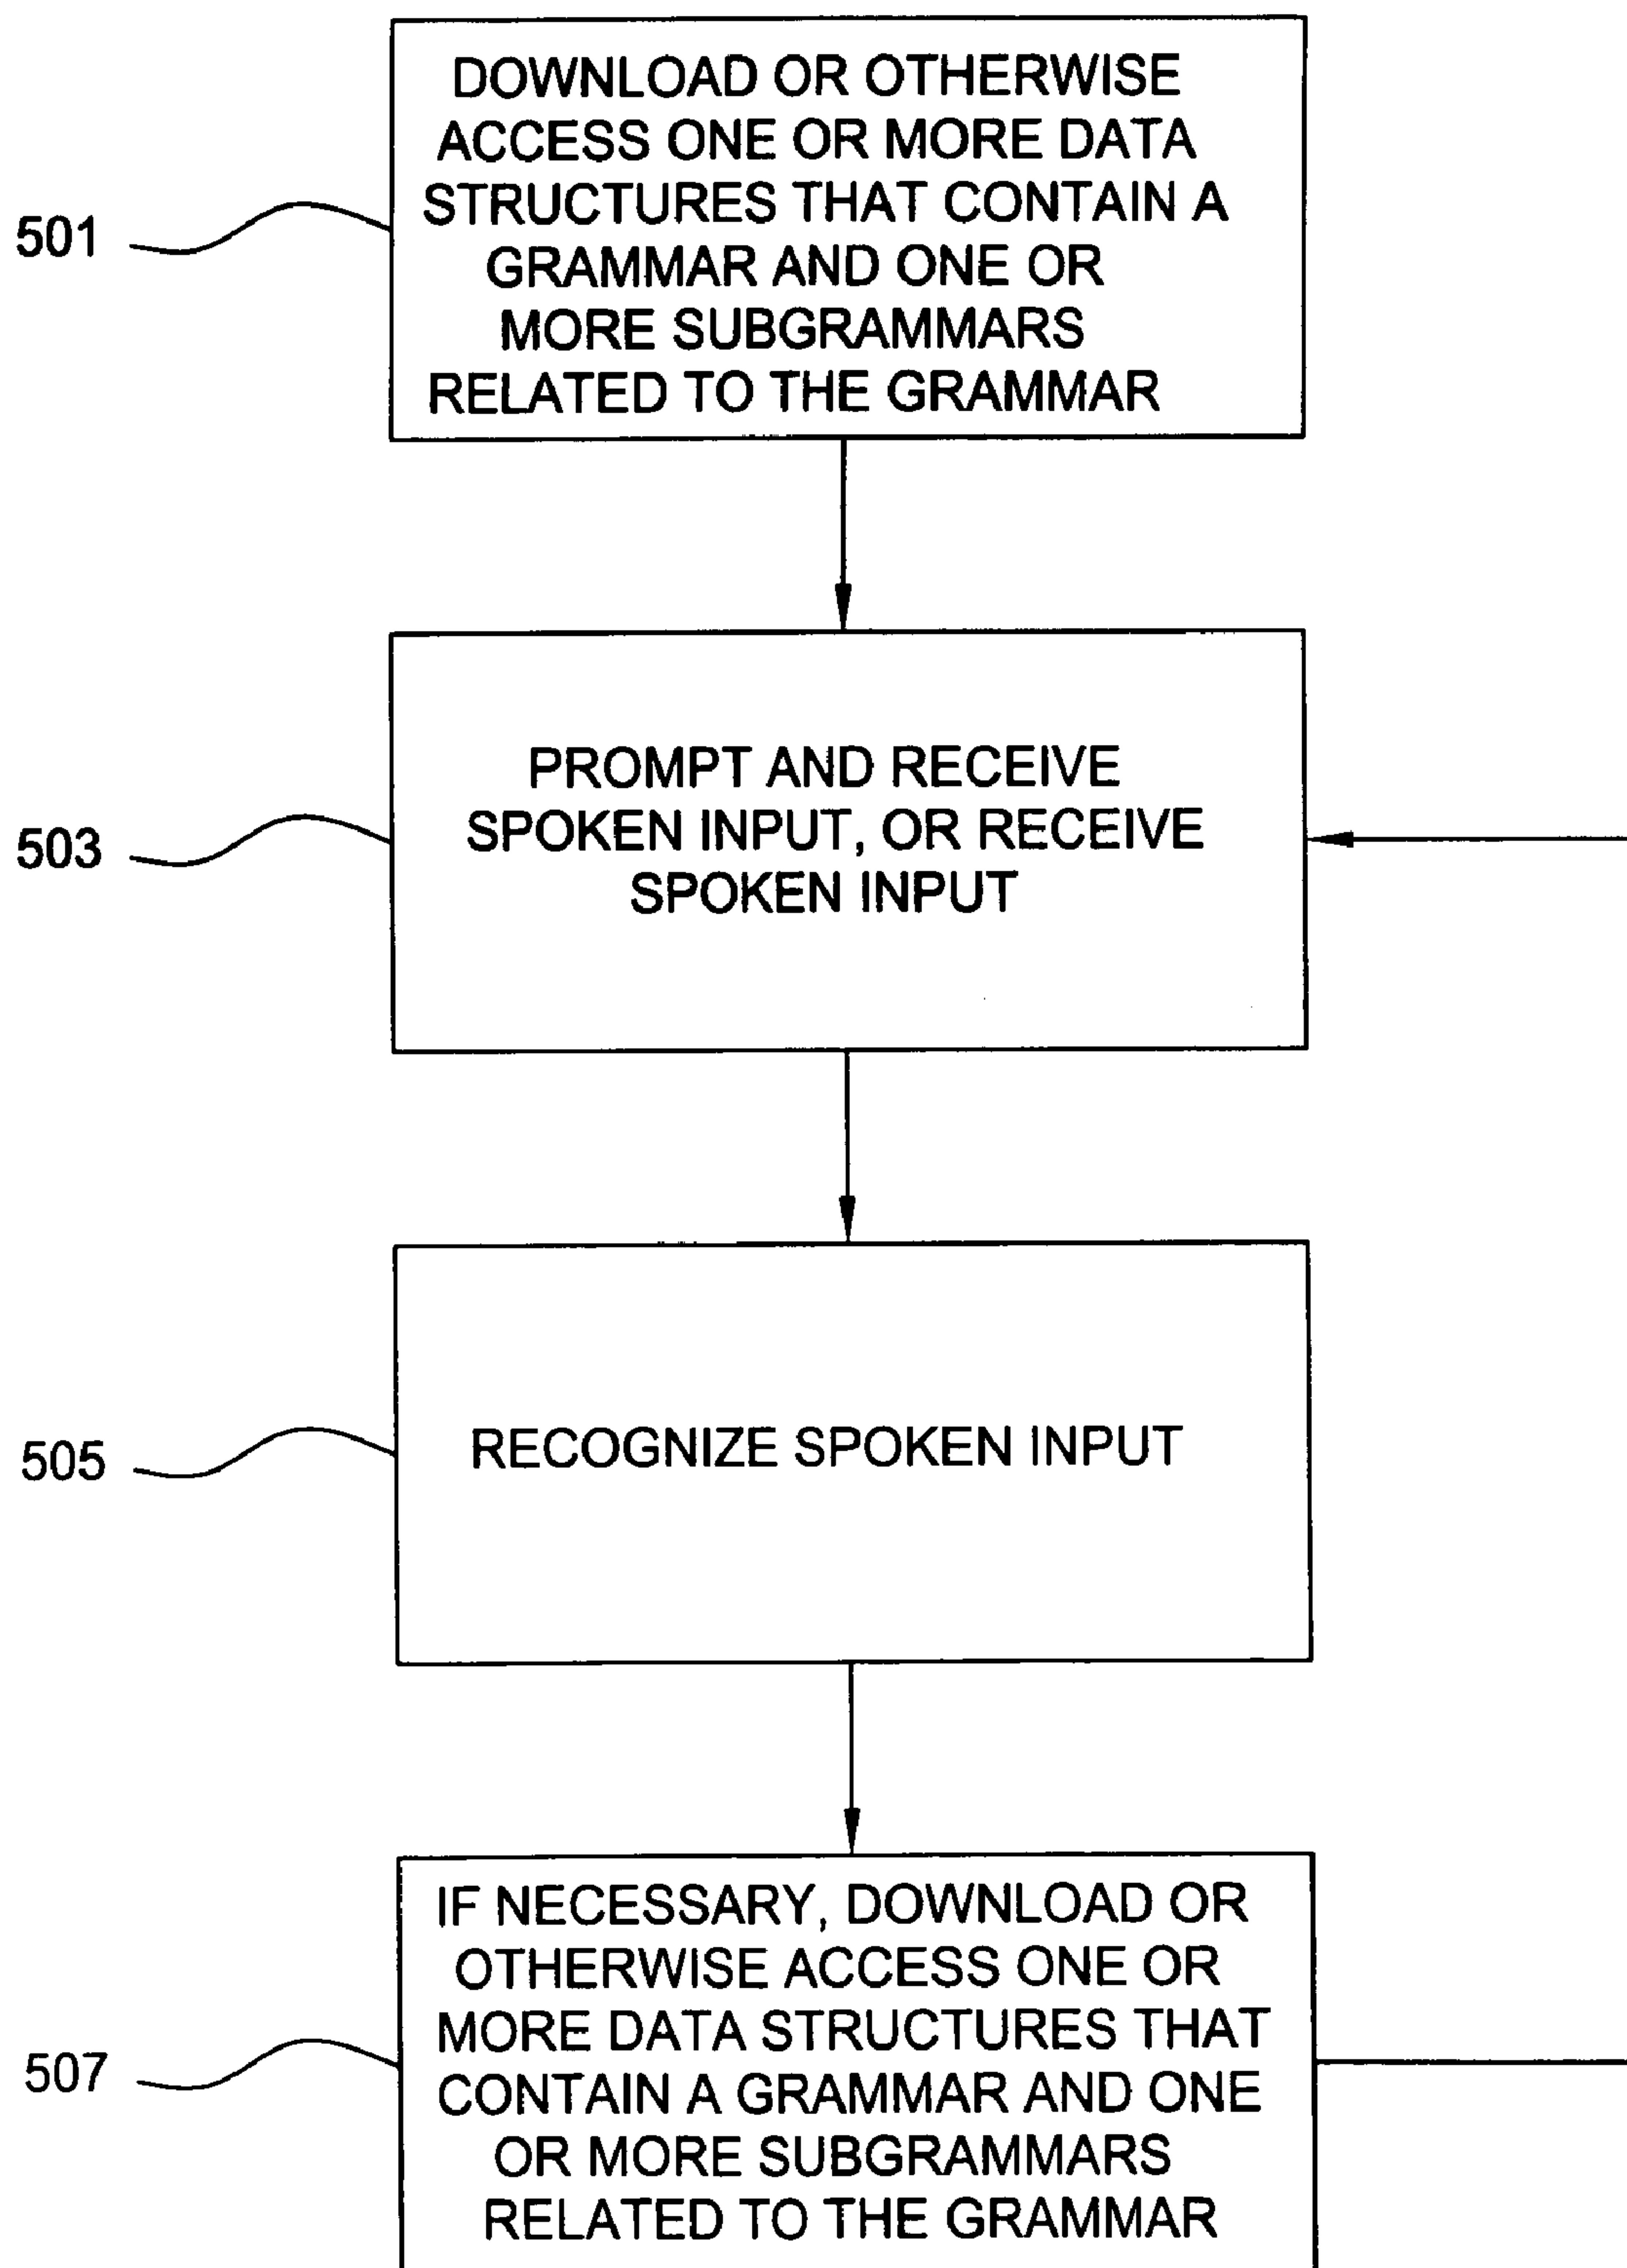 DOWNLOAD OR OTHERWISE
ACCESS ONE OR MORE DATA
STRUCTURES THAT CONTAIN A
GRAMMAR AND ONE OR
MORE SUBGRAMMARS
RELATED TO THE GRAMMAR
501
PROMPT AND RECEIVE
SPOKEN INPUT, OR RECEIVE
SPOKEN INPUT
503
RECOGNIZE SPOKEN INPUT
505
IF NECESSARY, DOWNLOAD OR
OTHERWISE ACCESS ONE OR
MORE DATA STRUCTURES THAT
CONTAIN A GRAMMAR AND ONE
OR MORE SUBGRAMMARS
RELATED TO THE GRAMMAR
507